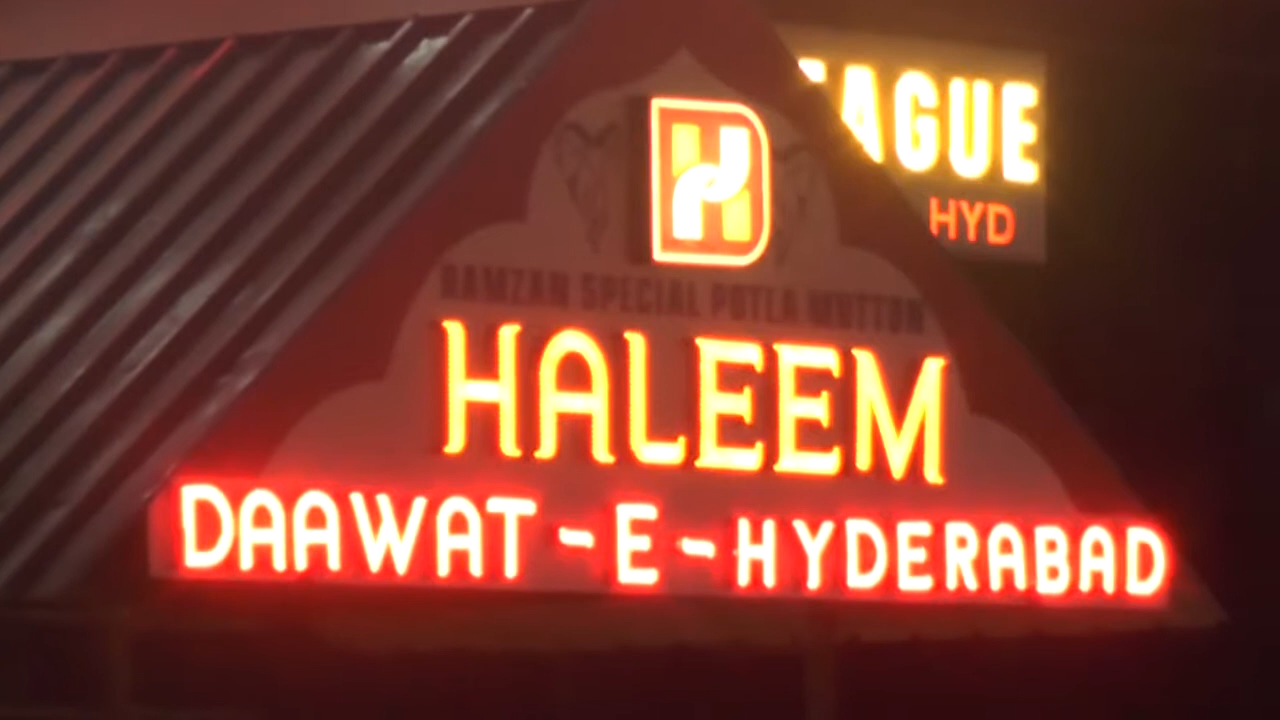 AGUE
HYD
RAMZAN SPECIAL POTLA MUTTON
HALEEM
DAAWAT-E-HYDERABAD